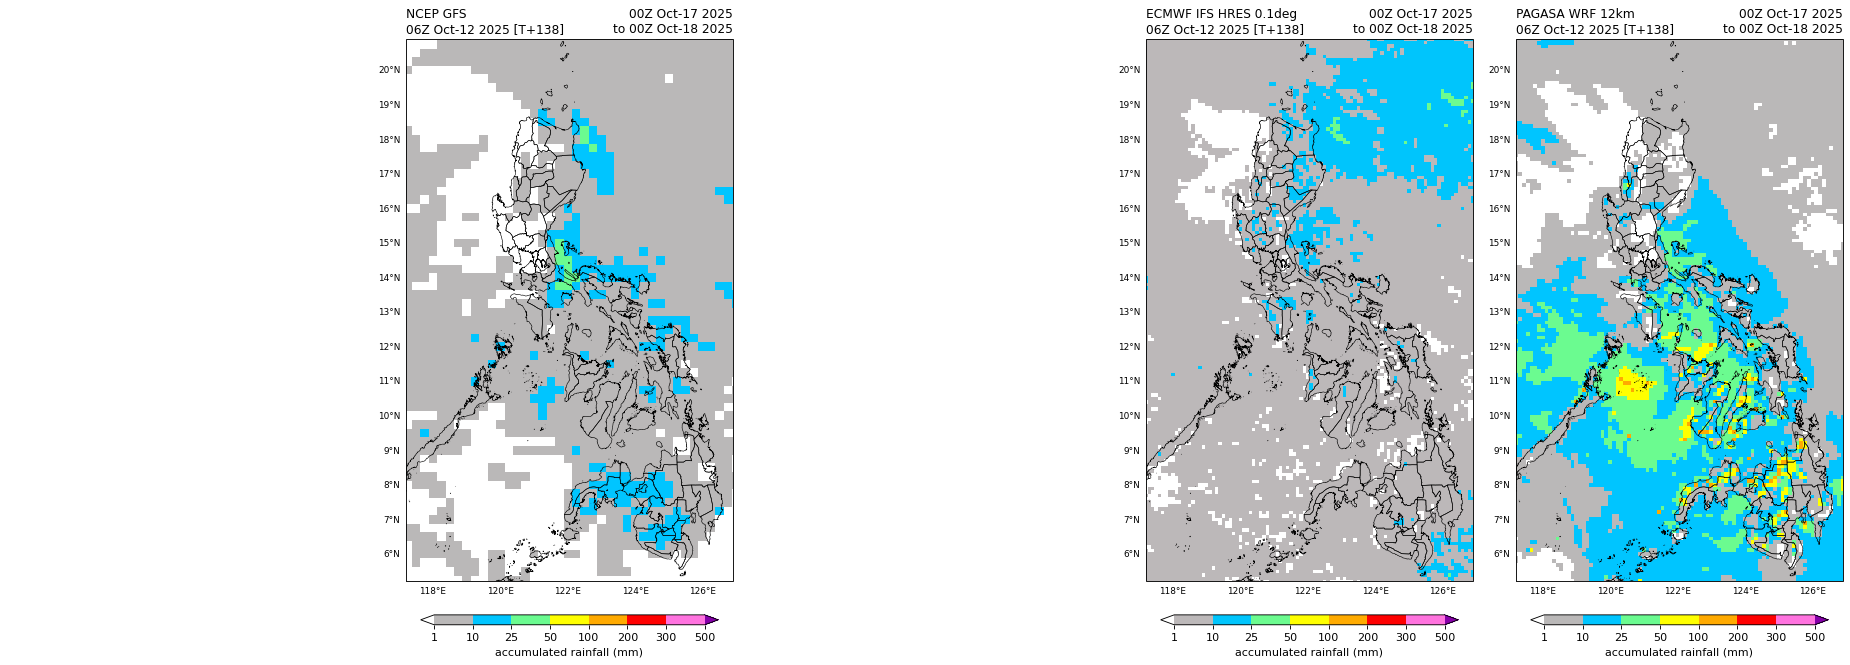 NCEP GFS 00Z Oct-17 2025
06Z Oct-12 2025 [T+138] to 00Z Oct-18 2025
20°N
19°N
18°N
17°N
16°N
15°N
14°N
13°N
12°N
11°N
10°N
9°N
8°N
7°N
6°N
118°E 120°E 122°E 124°E 126°E
1 10 25 50 100 200 300 500
accumulated rainfall (mm)
ECMWF IFS HRES 0.1deg 00Z Oct-17 2025
06Z Oct-12 2025 [T+138] to 00Z Oct-18 2025
20°N
19°N
18°N
17°N
16°N
15°N
14°N
13°N
12°N
11°N
10°N
9°N
8°N
7°N
6°N
118°E 120°E 122°E 124°E 126°E
1 10 25 50 100 200 300 500
accumulated rainfall (mm)
PAGASA WRF 12km 00Z Oct-17 2025
06Z Oct-12 2025 [T+138] to 00Z Oct-18 2025
20°N
19°N
18°N
17°N
16°N
15°N
14°N
13°N
12°N
11°N
10°N
9°N
8°N
7°N
6°N
118°E 120°E 122°E 124°E 126°E
1 10 25 50 100 200 300 500
accumulated rainfall (mm)